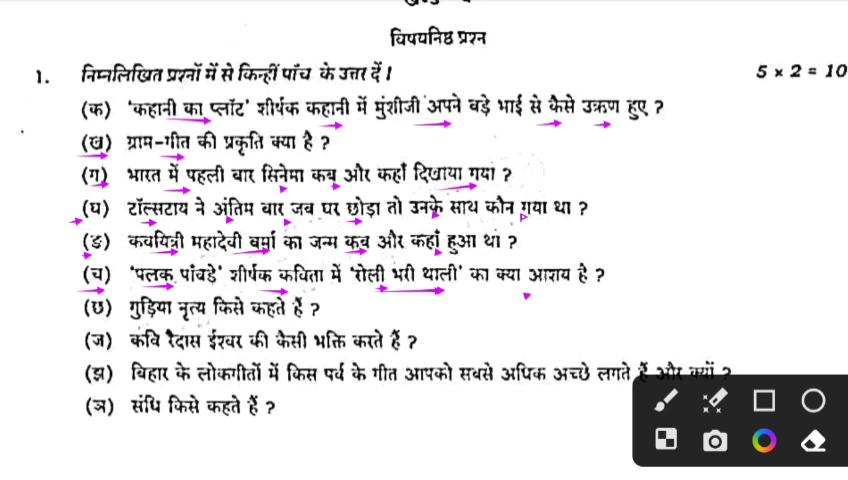 विषयनिष्ठ प्रश्न
1. निम्नलिखित प्रश्नों में से किन्हीं पाँच के उत्तर दें। 5 × 2 = 10
(क) 'कहानी का प्लॉट' शीर्षक कहानी में मुंशीजी अपने बड़े भाई से कैसे उऋण हुए ?
(ख) ग्राम-गीत की प्रकृति क्या है ?
(ग) भारत में पहली बार सिनेमा कब और कहाँ दिखाया गया ?
(घ) टॉल्सटाय ने अंतिम बार जब घर छोड़ा तो उनके साथ कौन गया था ?
(ङ) कवयित्री महादेवी वर्मा का जन्म कब और कहाँ हुआ था ?
(च) 'पलक पांवड़े' शीर्षक कविता में 'रोली भरी थाली' का क्या आशय है ?
(छ) गुड़िया नृत्य किसे कहते हैं ?
(ज) कवि रैदास ईश्वर की कैसी भक्ति करते हैं ?
(झ) बिहार के लोकगीतों में किस पर्व के गीत आपको सबसे अधिक अच्छे लगते हैं और क्यों ?
(ञ) संधि किसे कहते हैं ?